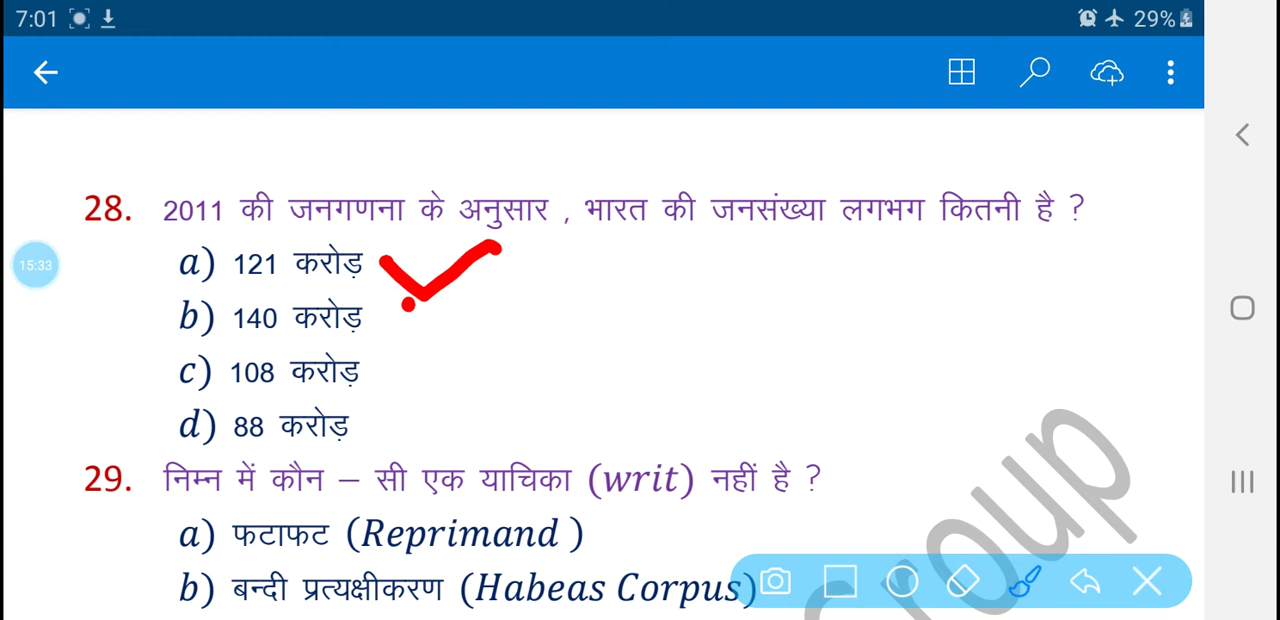 7:01 29%
28. 2011 की जनगणना के अनुसार , भारत की जनसंख्या लगभग कितनी है ?
a) 121 करोड़
15:33
b) 140 करोड़
c) 108 करोड़
d) 88 करोड़
29. निम्न में कौन – सी एक याचिका (writ) नहीं है ?
a) फटाफट (Reprimand )
b) बन्दी प्रत्यक्षीकरण (Habeas Corpus)
Group